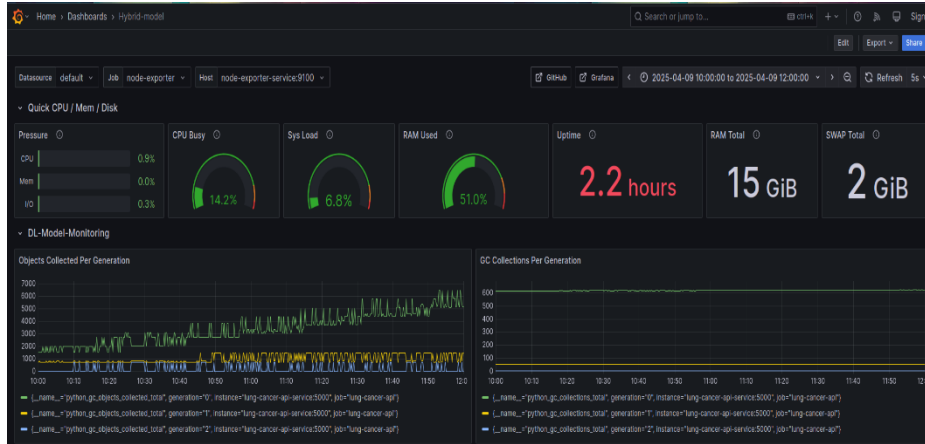 Home › Dashboards › Hybrid-model
Search or jump to...
ctrl+k
Sign
Edit
Export
Share
Datasource default
Job node-exporter
Host node-exporter-service:9100
GitHub
Grafana
2025-04-09 10:00:00 to 2025-04-09 12:00:00
Refresh 5s
Quick CPU / Mem / Disk
Pressure
CPU 0.9%
Mem 0.0%
I/O 0.3%
CPU Busy
14.2%
Sys Load
6.8%
RAM Used
51.0%
Uptime
2.2 hours
RAM Total
15 GiB
SWAP Total
2 GiB
DL-Model-Monitoring
Objects Collected Per Generation
7000
6000
5000
4000
3000
2000
1000
0
10:00 10:10 10:20 10:30 10:40 10:50 11:00 11:10 11:20 11:30 11:40 11:50 12:0
{__name__="python_gc_objects_collected_total", generation="0", instance="lung-cancer-api-service:5000", job="lung-cancer-api"}
{__name__="python_gc_objects_collected_total", generation="1", instance="lung-cancer-api-service:5000", job="lung-cancer-api"}
{__name__="python_gc_objects_collected_total", generation="2", instance="lung-cancer-api-service:5000", job="lung-cancer-api"}
GC Collections Per Generation
600
500
400
300
200
100
0
10:00 10:10 10:20 10:30 10:40 10:50 11:00 11:10 11:20 11:30 11:40 11:50 12:
{__name__="python_gc_collections_total", generation="0", instance="lung-cancer-api-service:5000", job="lung-cancer-api"}
{__name__="python_gc_collections_total", generation="1", instance="lung-cancer-api-service:5000", job="lung-cancer-api"}
{__name__="python_gc_collections_total", generation="2", instance="lung-cancer-api-service:5000", job="lung-cancer-api"}